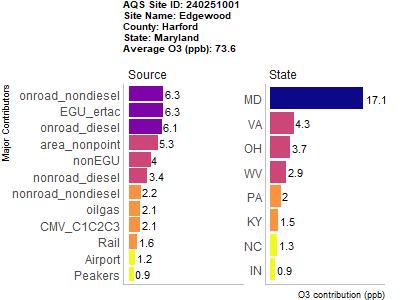 AQS Site ID: 240251001
Site Name: Edgewood
County: Harford
State: Maryland
Average O3 (ppb): 73.6
Major Contributors
Source
onroad_nondiesel 6.3
EGU_ertac 6.3
onroad_diesel 6.1
area_nonpoint 5.3
nonEGU 4
nonroad_diesel 3.4
nonroad_nondiesel 2.2
oilgas 2.1
CMV_C1C2C3 2.1
Rail 1.6
Airport 1.2
Peakers 0.9
State
MD 17.1
VA 4.3
OH 3.7
WV 2.9
PA 2
KY 1.5
NC 1.3
IN 0.9
O3 contribution (ppb)